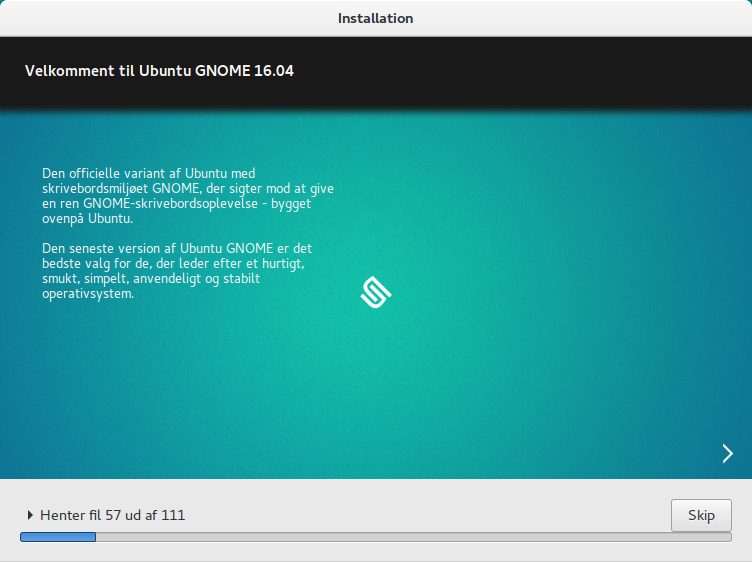 Installation
Velkomment til Ubuntu GNOME 16.04
Den officielle variant af Ubuntu med
skrivebordsmiljøet GNOME, der sigter mod at give
en ren GNOME-skrivebordsoplevelse - bygget
ovenpå Ubuntu.
Den seneste version af Ubuntu GNOME er det
bedste valg for de, der leder efter et hurtigt,
smukt, simpelt, anvendeligt og stabilt
operativsystem.
Henter fil 57 ud af 111
Skip